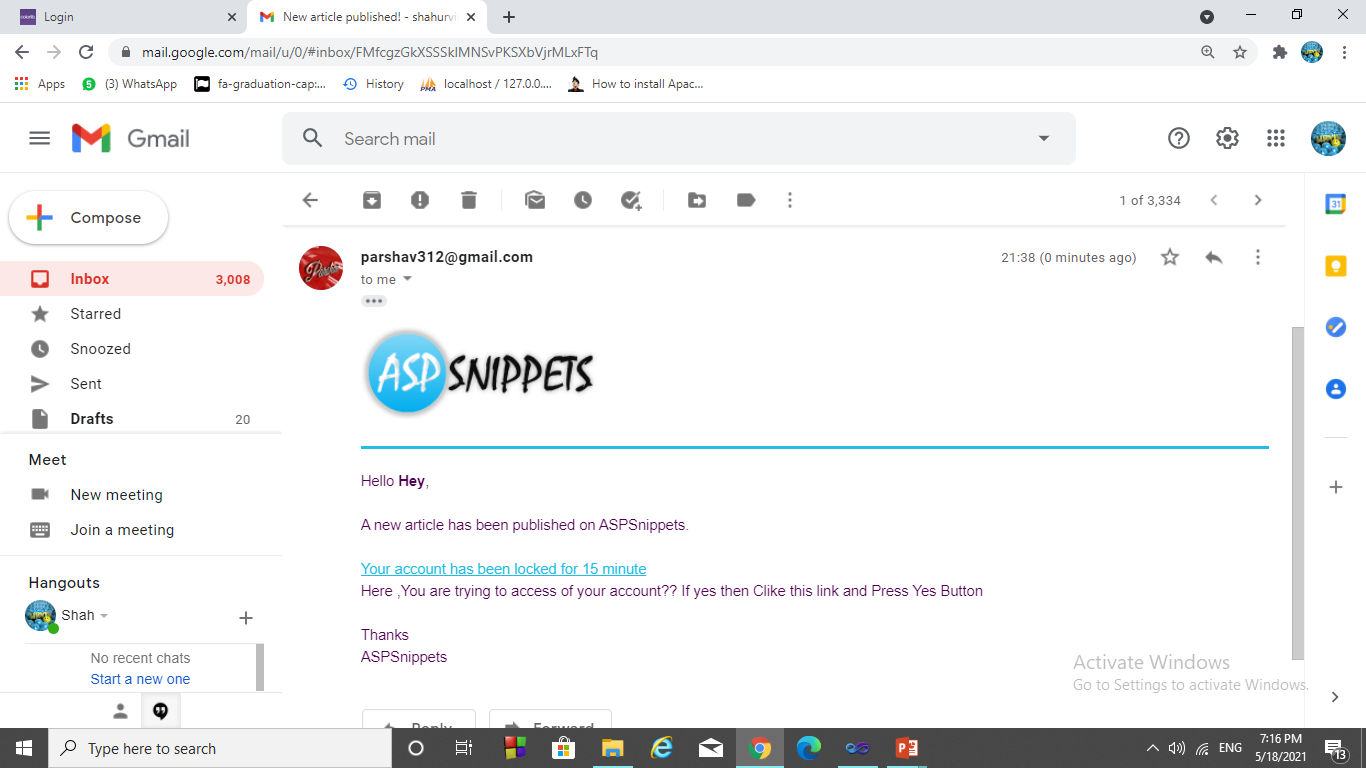 Login
New article published! - shahurvi
mail.google.com/mail/u/0/#inbox/FMfcgzGkXSSSklMNSvPKSXbVjrMLxFTq
Apps
(3) WhatsApp
fa-graduation-cap:...
History
localhost / 127.0.0....
How to install Apac...
Gmail
Search mail
Compose
1 of 3,334
Inbox 3,008
Starred
Snoozed
Sent
Drafts 20
Meet
New meeting
Join a meeting
Hangouts
Shah
No recent chats
Start a new one
parshav312@gmail.com
21:38 (0 minutes ago)
to me
ASPSNIPPETS
Hello Hey,
A new article has been published on ASPSnippets.
Your account has been locked for 15 minute
Here ,You are trying to access of your account?? If yes then Clike this link and Press Yes Button
Thanks
ASPSnippets
Reply
Forward
31
Activate Windows
Go to Settings to activate Windows.
Type here to search
ENG
7:16 PM
5/18/2021
13